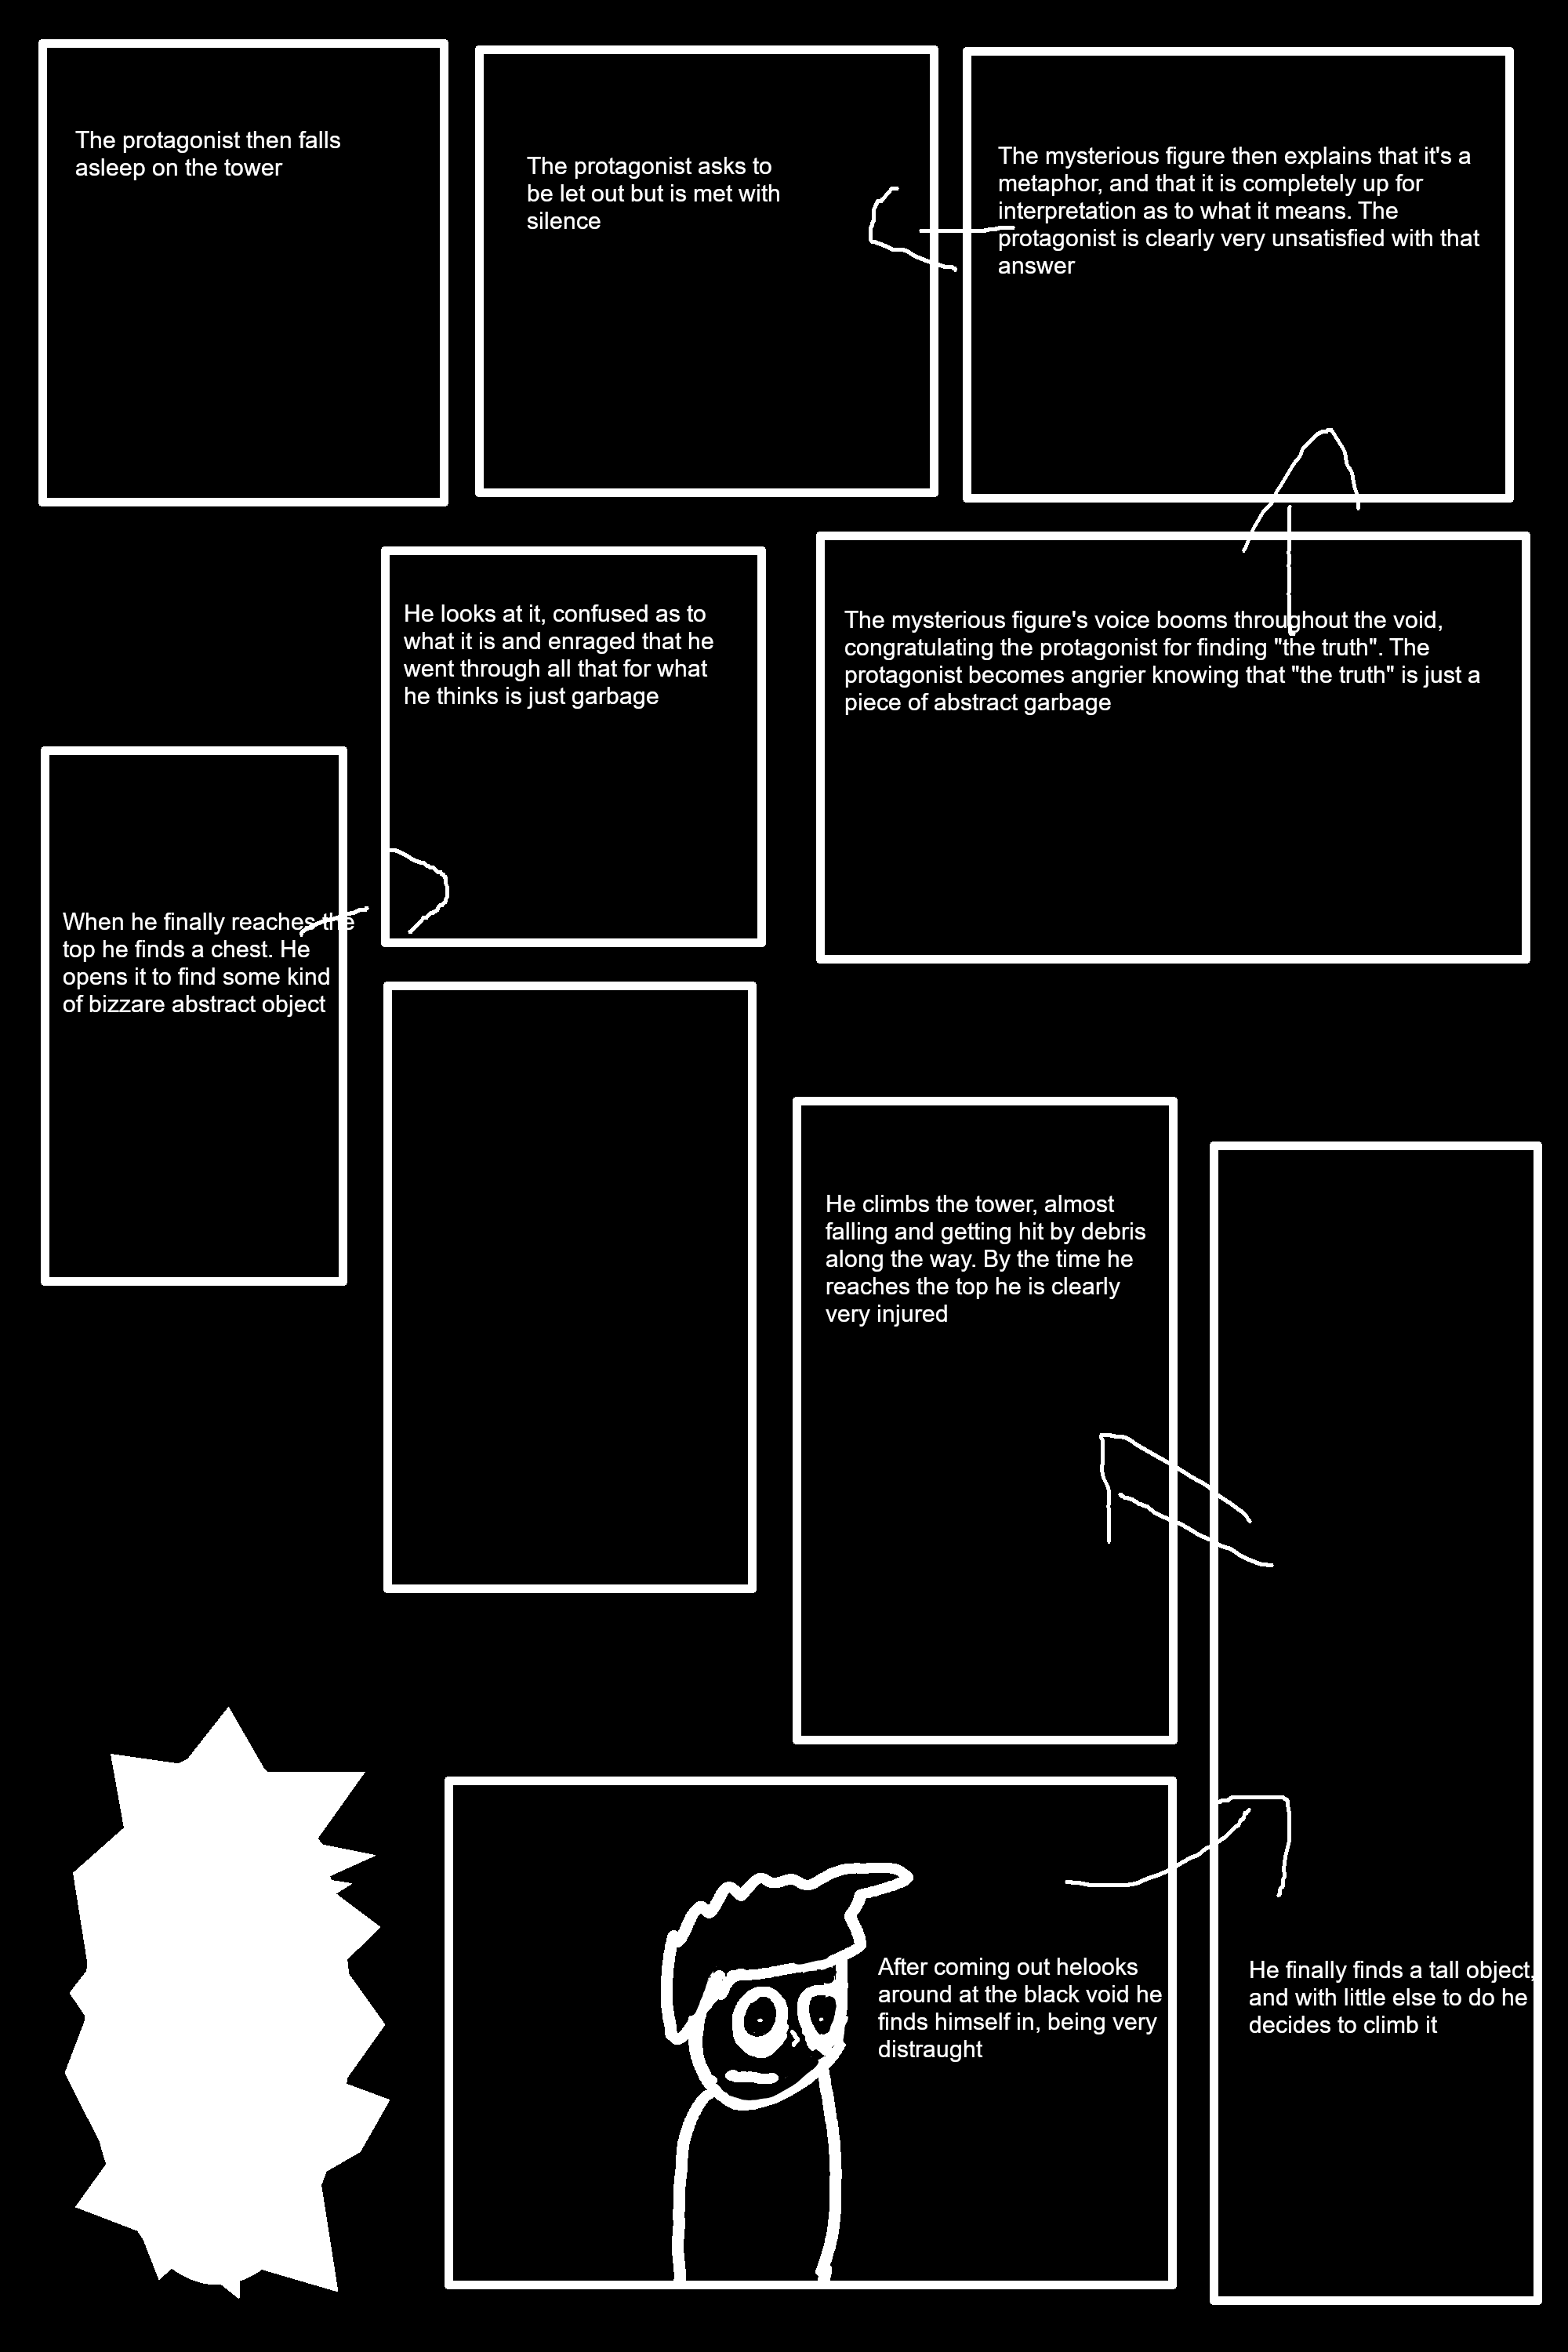 The protagonist then falls
asleep on the tower
The protagonist asks to
be let out but is met with
silence
The mysterious figure then explains that it's a
metaphor, and that it is completely up for
interpretation as to what it means. The
protagonist is clearly very unsatisfied with that
answer
He looks at it, confused as to
what it is and enraged that he
went through all that for what
he thinks is just garbage
The mysterious figure's voice booms throughout the void,
congratulating the protagonist for finding "the truth". The
protagonist becomes angrier knowing that "the truth" is just a
piece of abstract garbage
When he finally reaches the
top he finds a chest. He
opens it to find some kind
of bizzare abstract object
He climbs the tower, almost
falling and getting hit by debris
along the way. By the time he
reaches the top he is clearly
very injured
After coming out helooks
around at the black void he
finds himself in, being very
distraught
He finally finds a tall object,
and with little else to do he
decides to climb it